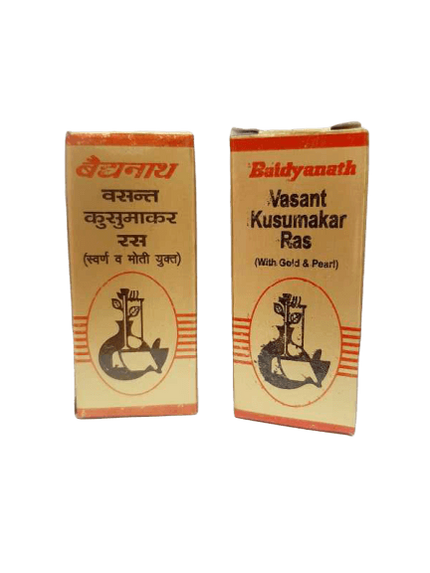 बैद्यनाथ
वसन्त
कुसुमाकर
रस
(स्वर्ण व मोती युक्त)
Baidyanath
Vasant
Kusumakar
Ras
(With Gold & Pearl)